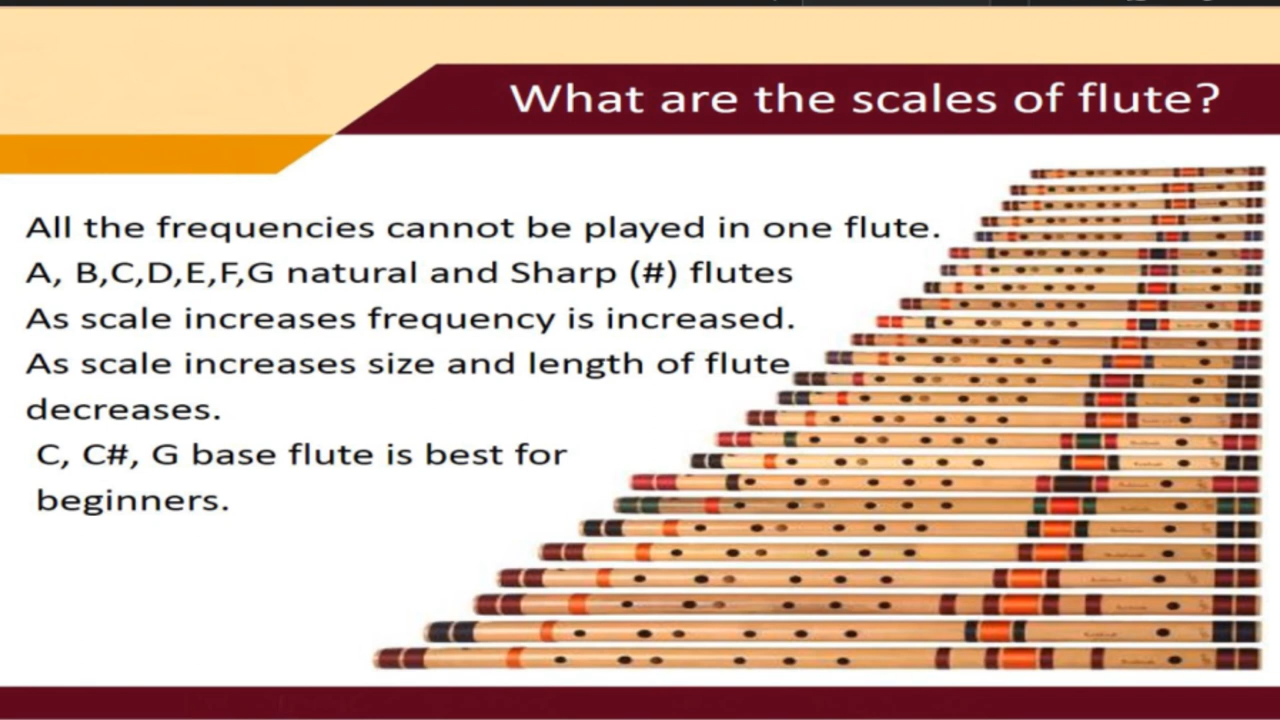 What are the scales of flute?
All the frequencies cannot be played in one flute.
A, B,C,D,E,F,G natural and Sharp (#) flutes
As scale increases frequency is increased.
As scale increases size and length of flute
decreases.
C, C#, G base flute is best for
beginners.